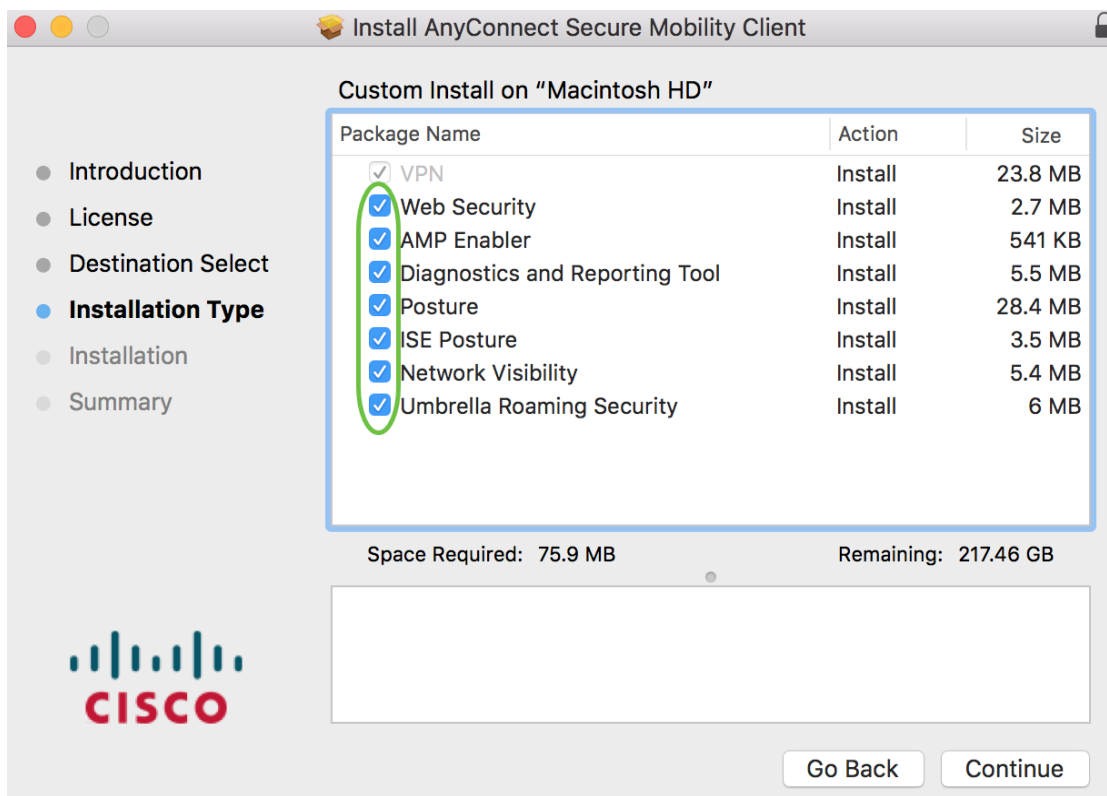 Install AnyConnect Secure Mobility Client
Custom Install on “Macintosh HD”
Package Name Action Size
VPN Install 23.8 MB
Web Security Install 2.7 MB
AMP Enabler Install 541 KB
Diagnostics and Reporting Tool Install 5.5 MB
Posture Install 28.4 MB
ISE Posture Install 3.5 MB
Network Visibility Install 5.4 MB
Umbrella Roaming Security Install 6 MB
Introduction
License
Destination Select
Installation Type
Installation
Summary
Space Required: 75.9 MB Remaining: 217.46 GB
CISCO
Go Back Continue